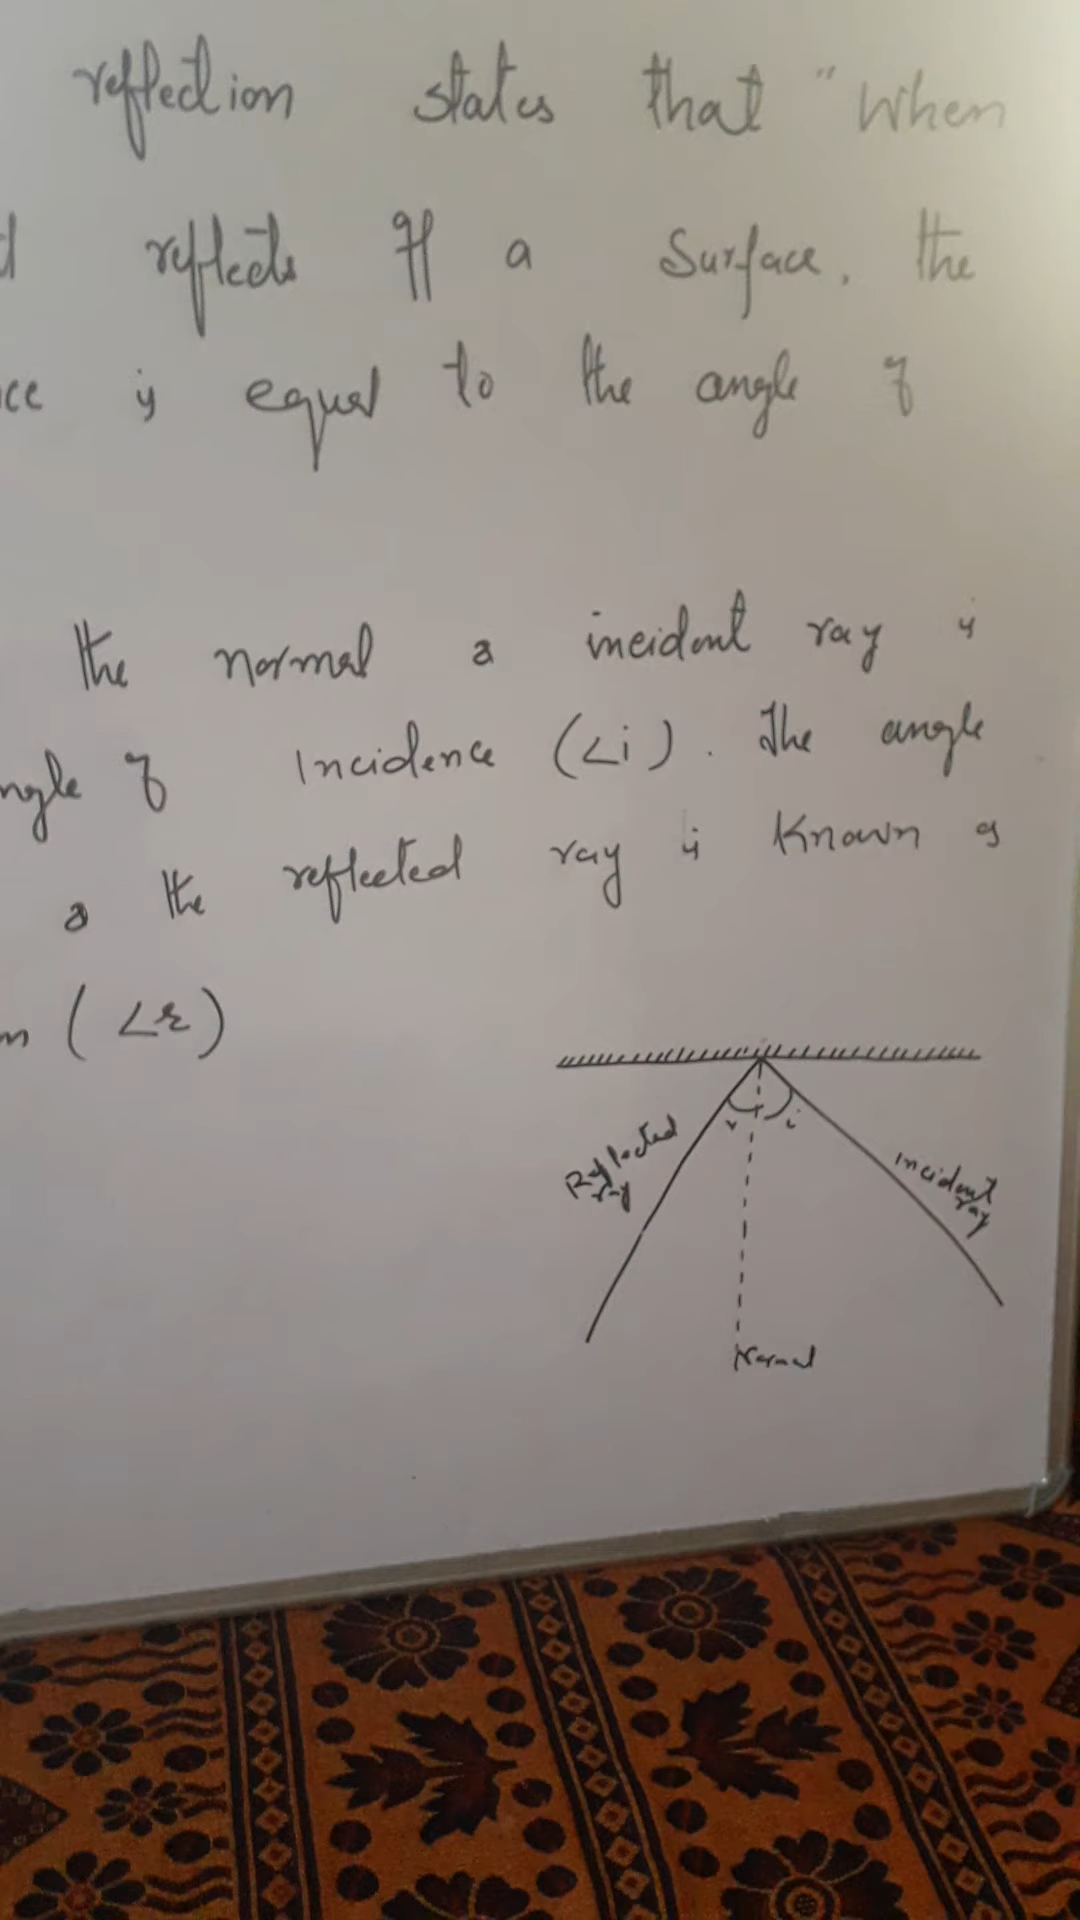 reflection states that "When
reflects off a Surface, the
is equal to the angle of
the normal & incident ray is
angle of Incidence (∠i). The angle
& the reflected ray is known as
(∠r)
r i
Reflected ray
incident ray
Normal